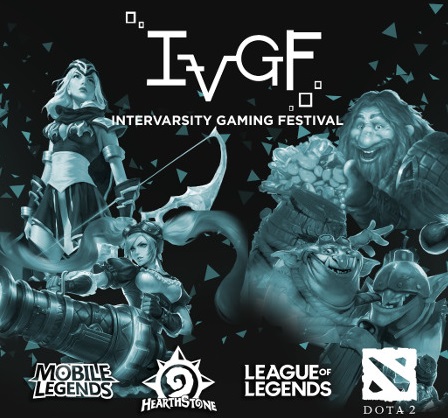 IVGF
INTERVARSITY GAMING FESTIVAL
MOBILE
LEGENDS
HEARTHSTONE
LEAGUE OF
LEGENDS
DOTA 2